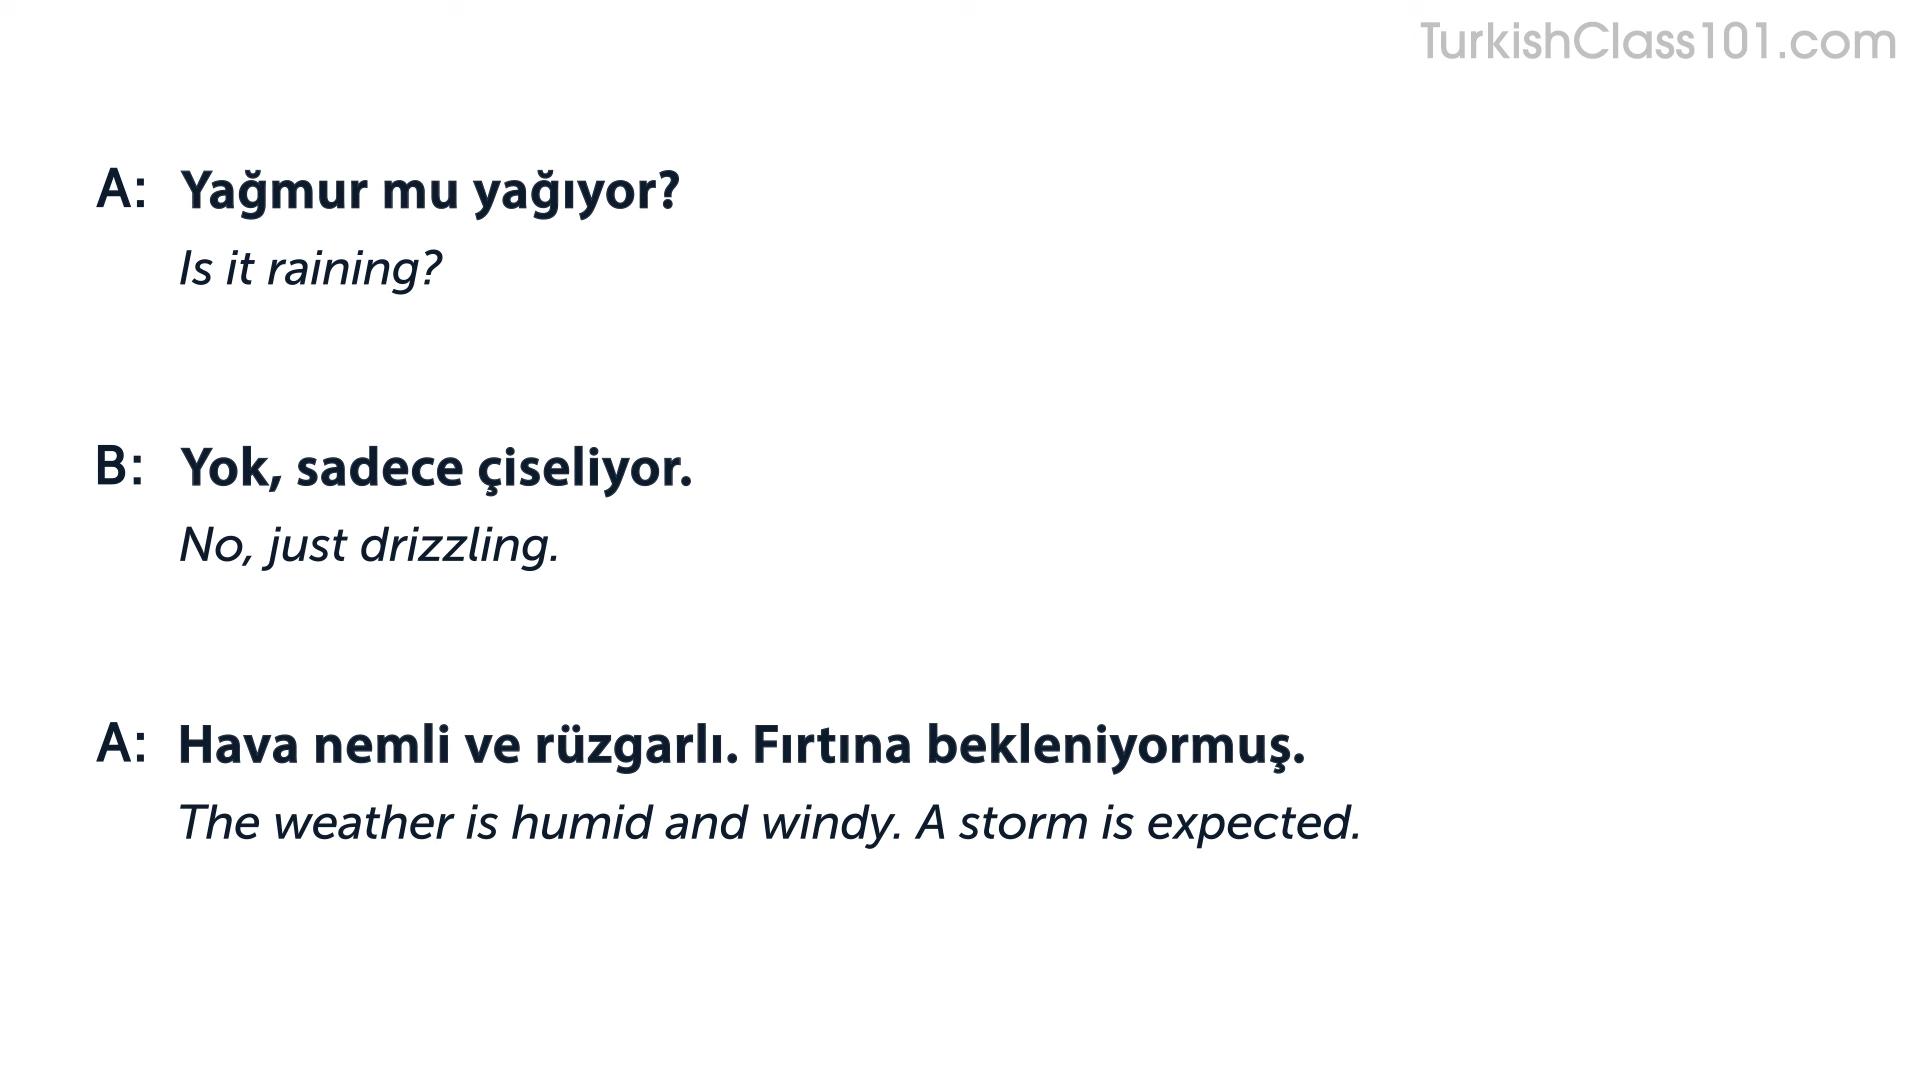 TurkishClass101.com
A: Yağmur mu yağıyor?
Is it raining?
B: Yok, sadece çiseliyor.
No, just drizzling.
A: Hava nemli ve rüzgarlı. Fırtına bekleniyormuş.
The weather is humid and windy. A storm is expected.